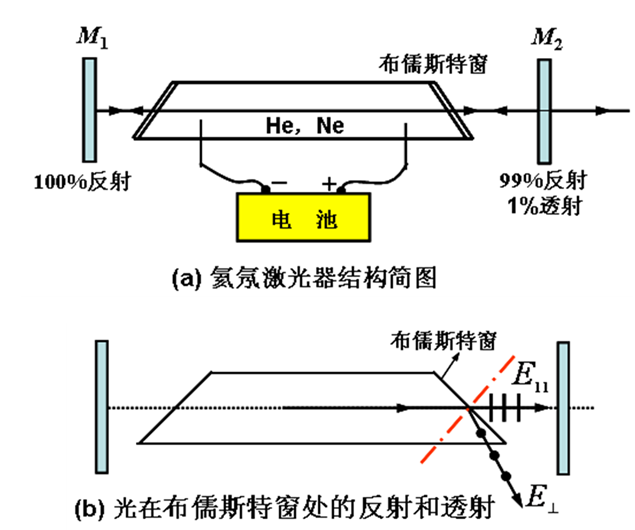 M1 M2
布儒斯特窗
He，Ne
100%反射
99%反射
1%透射
− +
电 池
(a) 氦氖激光器结构简图
布儒斯特窗
E11
E⊥
(b) 光在布儒斯特窗处的反射和透射